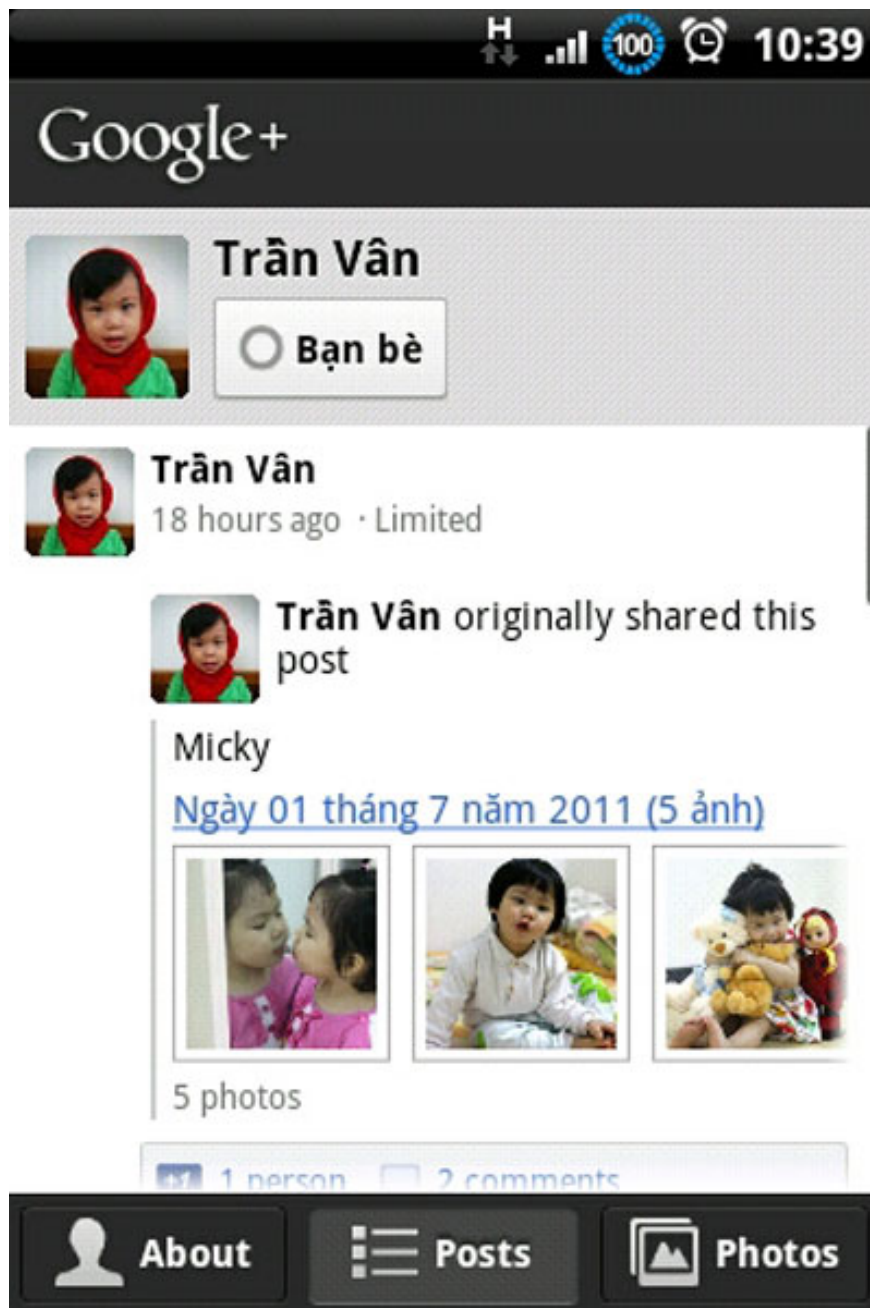 H 100 10:39
Google+
Trần Vân
Bạn bè
Trần Vân
18 hours ago · Limited
Trần Vân originally shared this
post
Micky
Ngày 01 tháng 7 năm 2011 (5 ảnh)
5 photos
1 person 2 comments
About Posts Photos